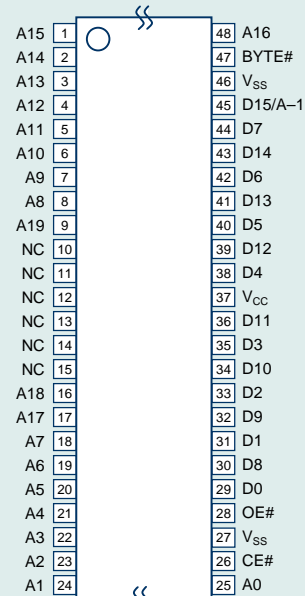 A15 1 48 A16
A14 2 47 BYTE#
A13 3 46 VSS
A12 4 45 D15/A–1
A11 5 44 D7
A10 6 43 D14
A9 7 42 D6
A8 8 41 D13
A19 9 40 D5
NC 10 39 D12
NC 11 38 D4
NC 12 37 VCC
NC 13 36 D11
NC 14 35 D3
NC 15 34 D10
A18 16 33 D2
A17 17 32 D9
A7 18 31 D1
A6 19 30 D8
A5 20 29 D0
A4 21 28 OE#
A3 22 27 VSS
A2 23 26 CE#
A1 24 25 A0